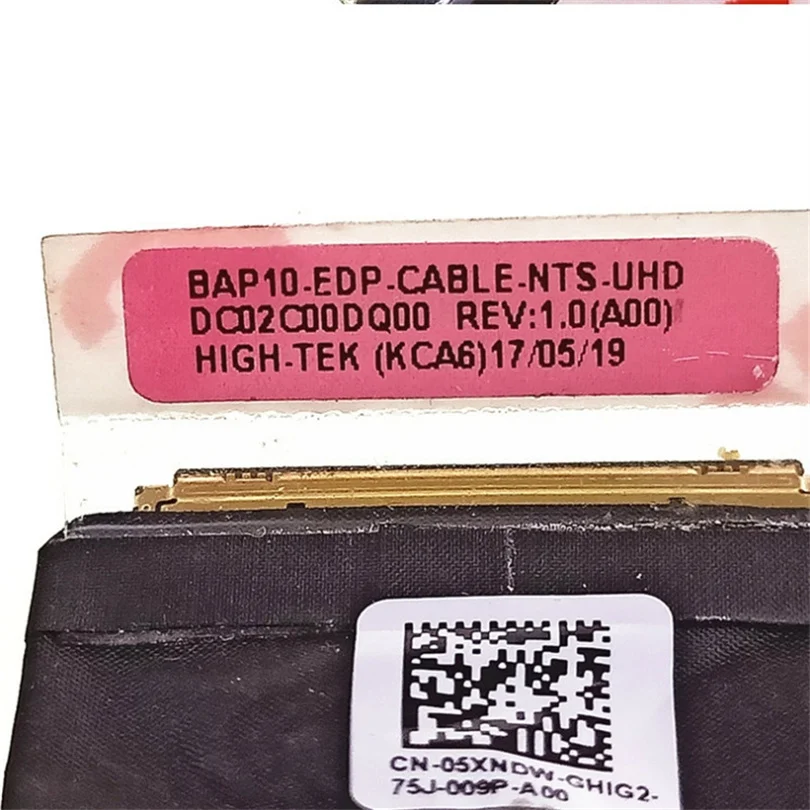 BAP10-EDP-CABLE-NTS-UHD
DC02C00DQ00 REV:1.0(A00)
HIGH-TEK (KCA6)17/05/19
CN-05XNDW-GHIG2-
75J-009P-A00